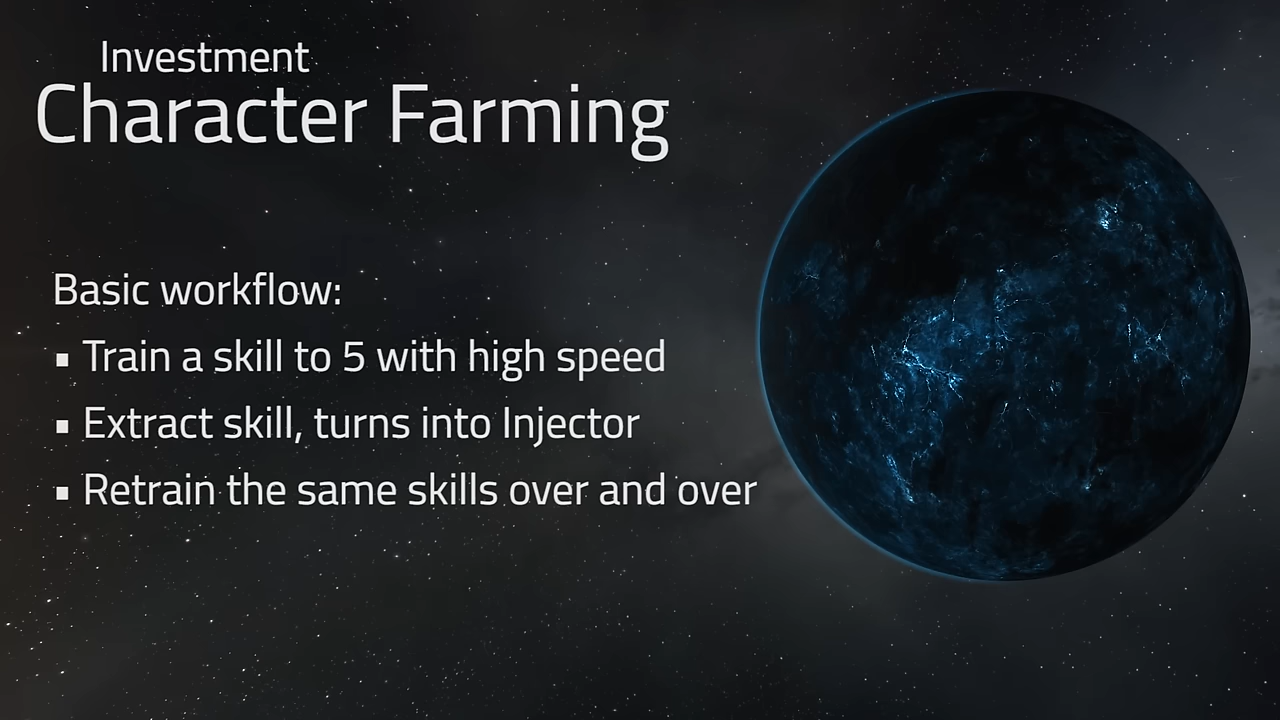 Investment
Character Farming
Basic workflow:
▪ Train a skill to 5 with high speed
▪ Extract skill, turns into Injector
▪ Retrain the same skills over and over